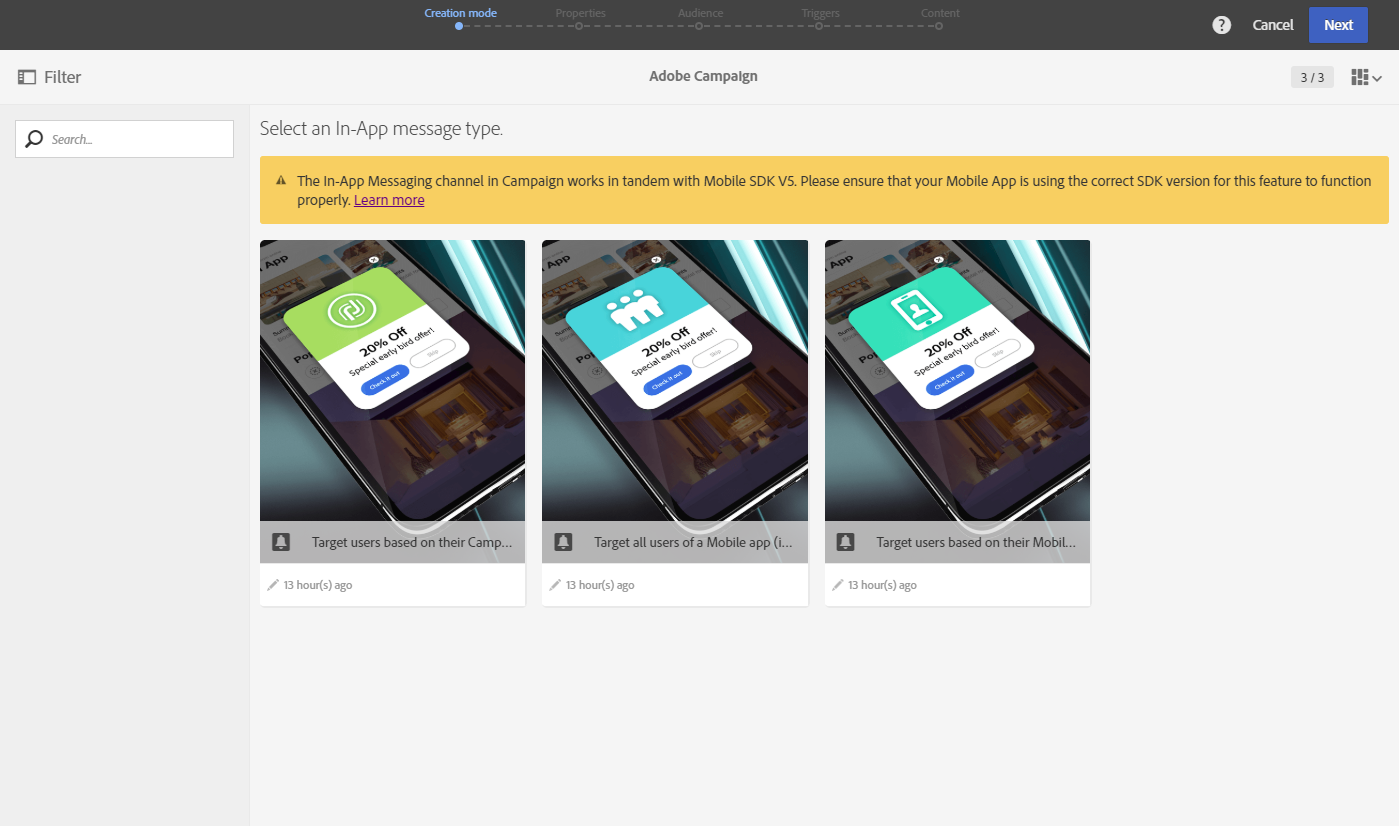 Creation mode
Properties
Audience
Triggers
Content
?
Cancel
Next
Filter
Adobe Campaign
3 / 3
Search...
Select an In-App message type.
The In-App Messaging channel in Campaign works in tandem with Mobile SDK V5. Please ensure that your Mobile App is using the correct SDK version for this feature to function
properly. Learn more
App
20% Off
Special early bird offer!
Check it out
Skip
App
20% Off
Special early bird offer!
Check it out
Skip
App
20% Off
Special early bird offer!
Check it out
Skip
Target users based on their Camp...
Target all users of a Mobile app (i...
Target users based on their Mobil...
13 hour(s) ago
13 hour(s) ago
13 hour(s) ago